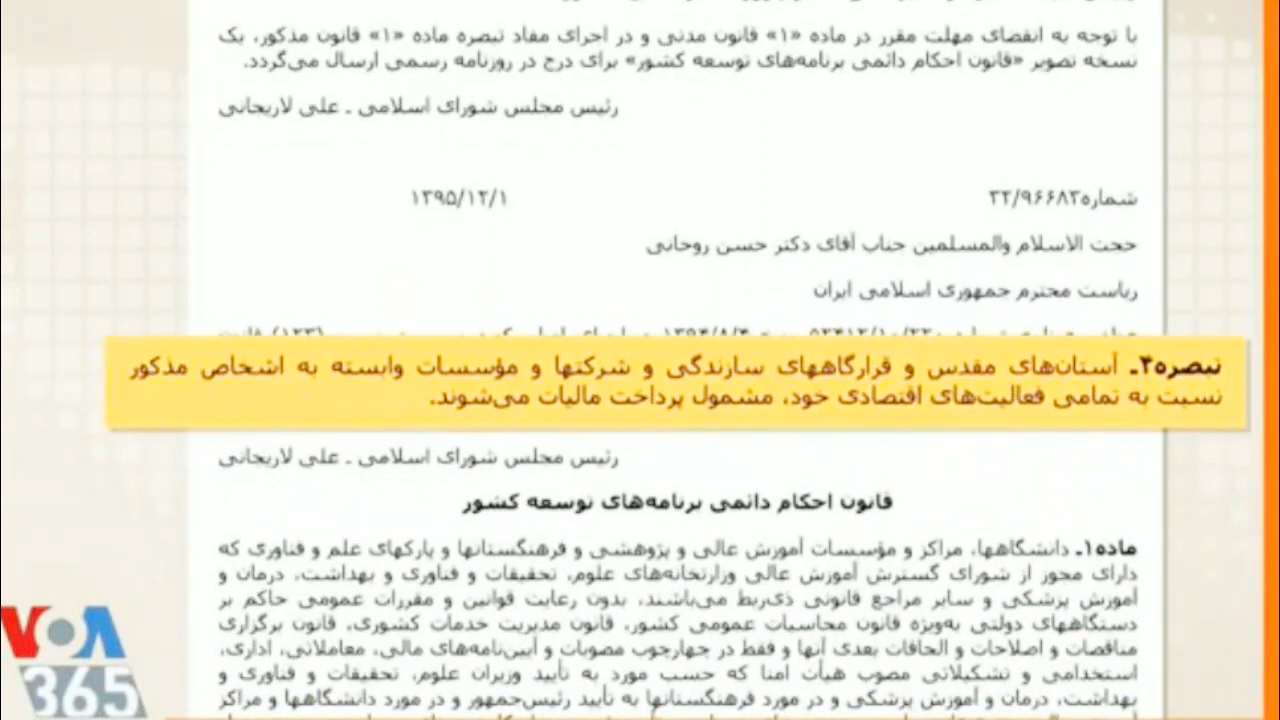 با توجه به انقضای مهلت مقرر در ماده «۱» قانون مدنی و در اجرای مفاد تبصره ماده «۱» قانون مذکور، یک
نسخه تصویر «قانون احکام دائمی برنامه‌های توسعه کشور» برای درج در روزنامه رسمی ارسال می‌گردد.
رئیس مجلس شورای اسلامی ـ علی لاریجانی
شماره۳۲/۹۶۶۸۳ ۱۳۹۵/۱۲/۱
حجت الاسلام والمسلمین جناب آقای دکتر حسن روحانی
ریاست محترم جمهوری اسلامی ایران
تبصره۲ـ آستان‌های مقدس و قرارگاههای سازندگی و شرکتها و مؤسسات وابسته به اشخاص مذکور
نسبت به تمامی فعالیت‌های اقتصادی خود، مشمول پرداخت مالیات می‌شوند.
رئیس مجلس شورای اسلامی ـ علی لاریجانی
قانون احکام دائمی برنامه‌های توسعه کشور
ماده۱ـ دانشگاهها، مراکز و مؤسسات آموزش عالی و پژوهشی و فرهنگستانها و پارکهای علم و فناوری که
دارای مجوز از شورای گسترش آموزش عالی وزارتخانه‌های علوم، تحقیقات و فناوری و بهداشت، درمان و
آموزش پزشکی و سایر مراجع قانونی ذی‌ربط می‌باشند، بدون رعایت قوانین و مقررات عمومی حاکم بر
دستگاههای دولتی به‌ویژه قانون محاسبات عمومی کشور، قانون مدیریت خدمات کشوری، قانون برگزاری
مناقصات و اصلاحات و الحاقات بعدی آنها و فقط در چهارچوب مصوبات و آیین‌نامه‌های مالی، معاملاتی، اداری،
استخدامی و تشکیلاتی مصوب هیأت امنا که حسب مورد به تأیید وزیران علوم، تحقیقات و فناوری و
بهداشت، درمان و آموزش پزشکی و در مورد فرهنگستانها به تأیید رئیس‌جمهور و در مورد دانشگاهها و مراکز
VOA
365